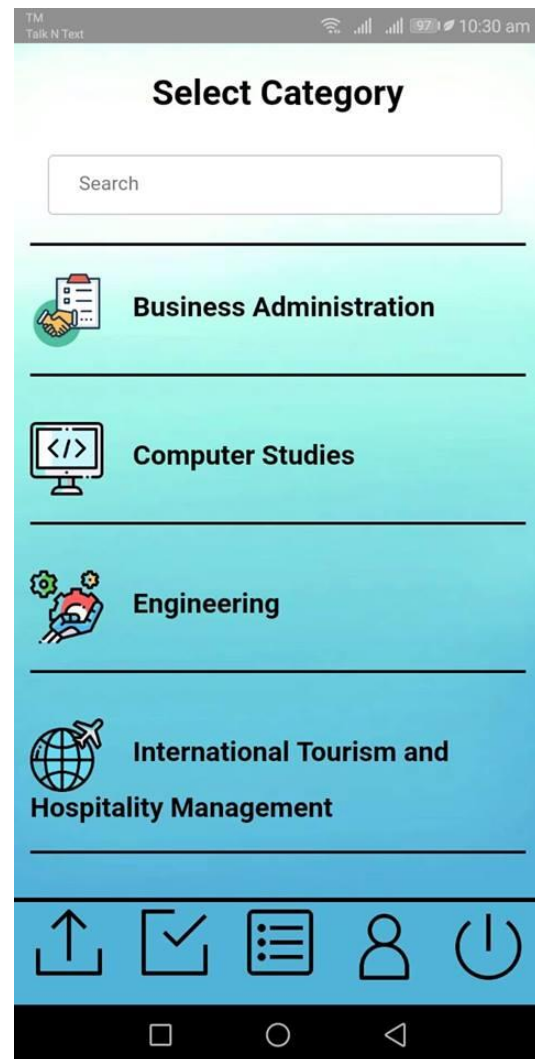 TM
Talk N Text
97 10:30 am
Select Category
Search
Business Administration
</>
Computer Studies
Engineering
International Tourism and
Hospitality Management